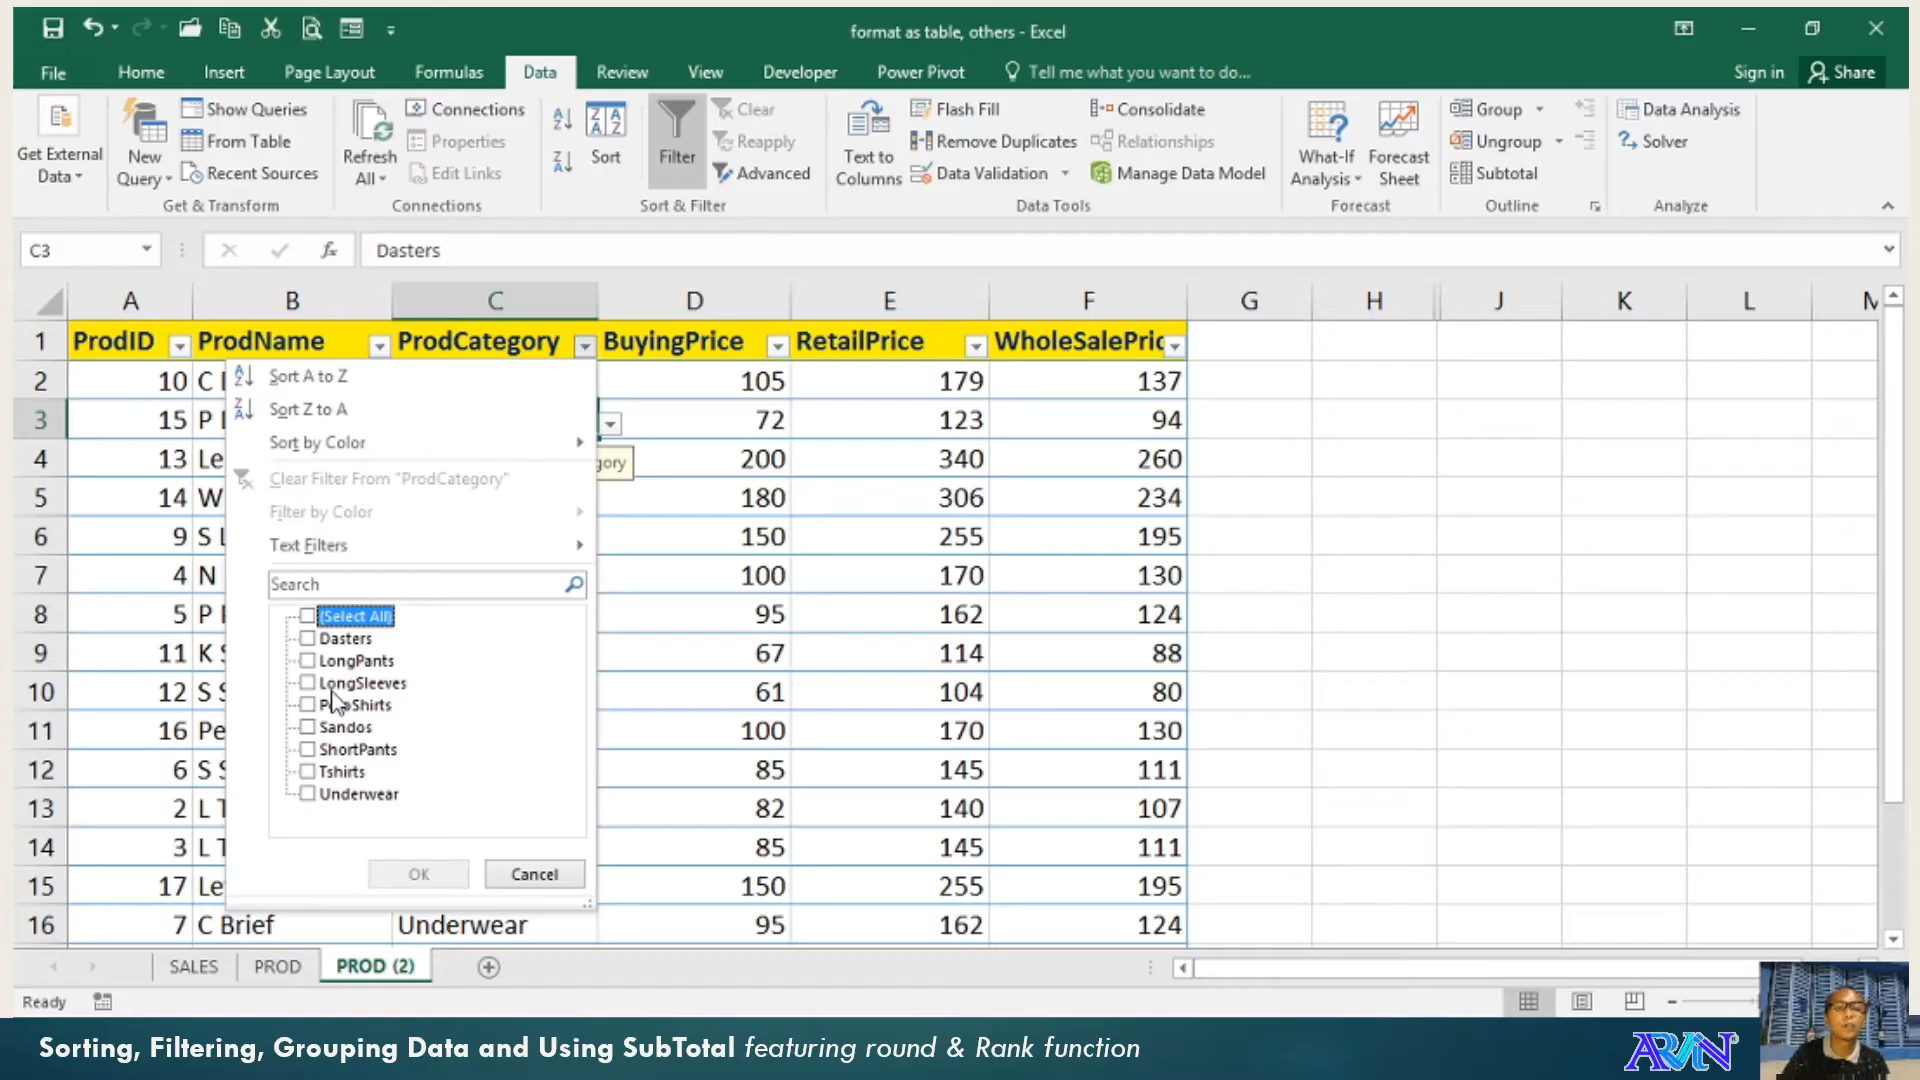 format as table, others - Excel
File Home Insert Page Layout Formulas Data Review View Developer Power Pivot Tell me what you want to do... Sign in Share
Get External Data
New Query
Show Queries
From Table
Recent Sources
Get & Transform
Refresh All
Connections
Properties
Edit Links
Connections
Sort
Filter
Clear
Reapply
Advanced
Sort & Filter
Text to Columns
Flash Fill
Remove Duplicates
Data Validation
Consolidate
Relationships
Manage Data Model
Data Tools
What-If Analysis
Forecast Sheet
Forecast
Group
Ungroup
Subtotal
Outline
Data Analysis
Solver
Analyze
C3 fx Dasters
A B C D E F G H J K L M
1 ProdID ProdName ProdCategory BuyingPrice RetailPrice WholeSalePric
2 10 C 105 179 137
3 15 P 72 123 94
4 13 Le 200 340 260
5 14 W 180 306 234
6 9 S L 150 255 195
7 4 N 100 170 130
8 5 P 95 162 124
9 11 K S 67 114 88
10 12 S S 61 104 80
11 16 Pe 100 170 130
12 6 S S 85 145 111
13 2 L T 82 140 107
14 3 L T 85 145 111
15 17 Le 150 255 195
16 7 C Brief Underwear 95 162 124
Sort A to Z
Sort Z to A
Sort by Color
Clear Filter From "ProdCategory"
Filter by Color
Text Filters
Search
(Select All)
Dasters
LongPants
LongSleeves
Sandos
ShortPants
Tshirts
Underwear
OK Cancel
gory
SALES PROD PROD (2)
Ready
Sorting, Filtering, Grouping Data and Using SubTotal featuring round & Rank function
ARVIN